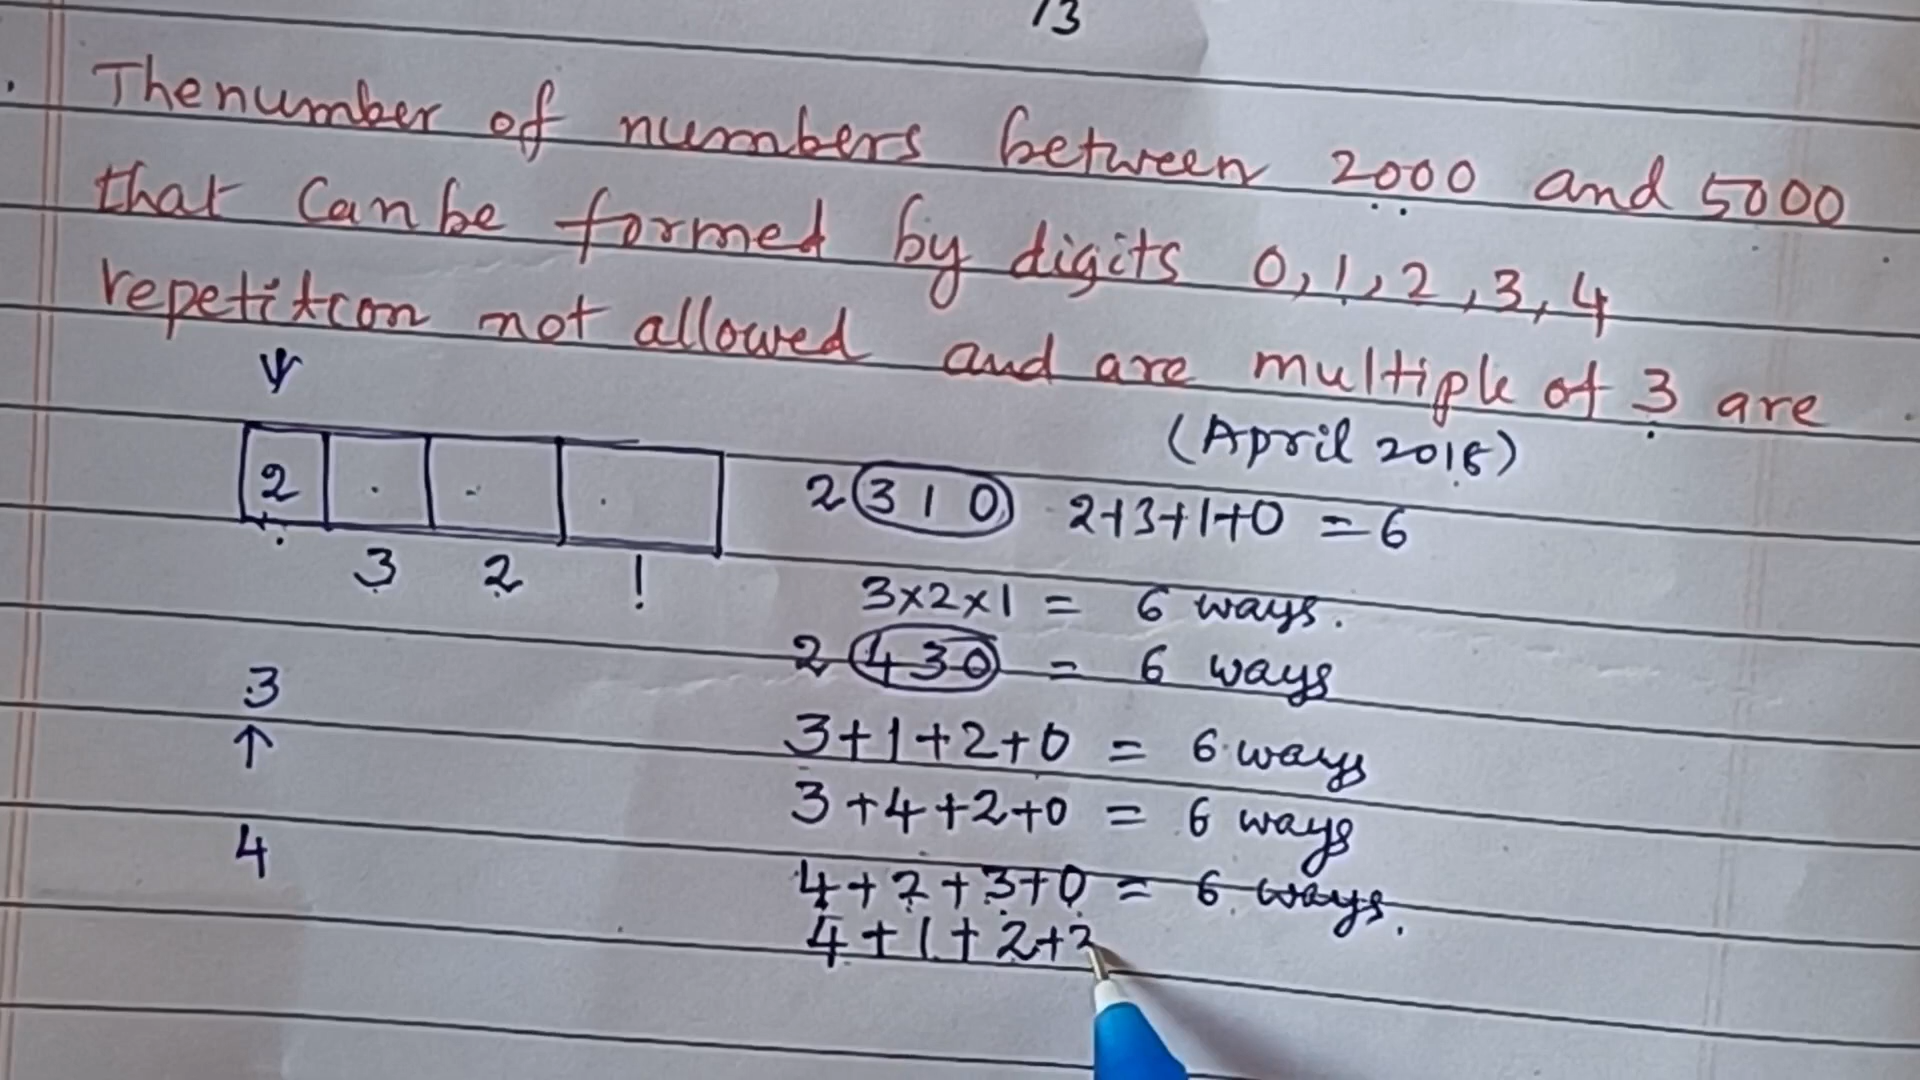 13
The number of numbers between 2000 and 5000
that can be formed by digits 0, 1, 2, 3, 4
repetition not allowed and are multiple of 3 are
(April 2018)
2
2 3 1 0 2+3+1+0 = 6
3 2 1
3×2×1 = 6 ways.
2 4 3 0 = 6 ways
3
3+1+2+0 = 6 ways
3+4+2+0 = 6 ways
4
4+2+3+0 = 6 ways.
4+1+2+